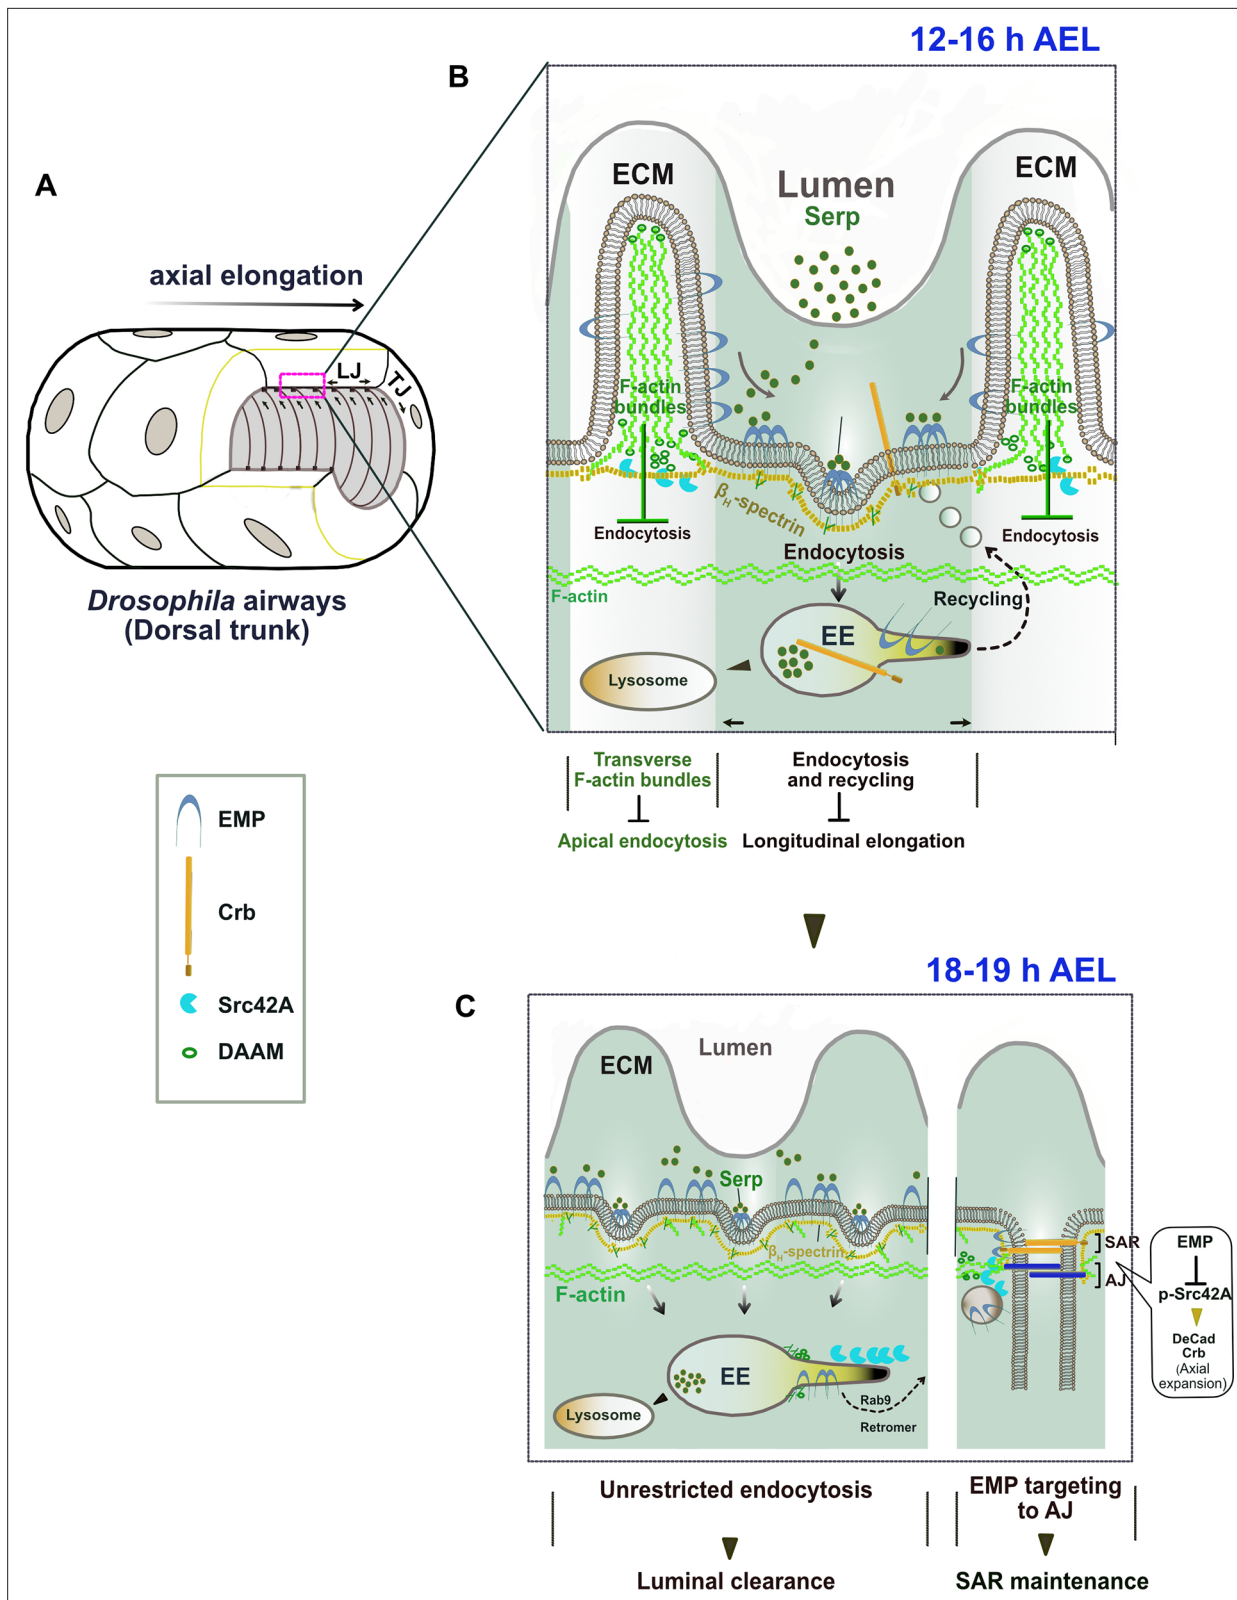 12-16 h AEL
B
A
axial elongation
LJ
TJ
Drosophila airways
(Dorsal trunk)
ECM
Lumen
Serp
ECM
F-actin
bundles
F-actin
bundles
βH-spectrin
Endocytosis
Endocytosis
Endocytosis
F-actin
Recycling
EE
Lysosome
Transverse
F-actin bundles
Endocytosis
and recycling
Apical endocytosis
Longitudinal elongation
EMP
Crb
Src42A
DAAM
18-19 h AEL
C
ECM
Lumen
Serp
βH-spectrin
F-actin
EE
Lysosome
Rab9
Retromer
SAR
AJ
EMP
p-Src42A
DeCad
Crb
(Axial
expansion)
Unrestricted endocytosis
EMP targeting
to AJ
Luminal clearance
SAR maintenance